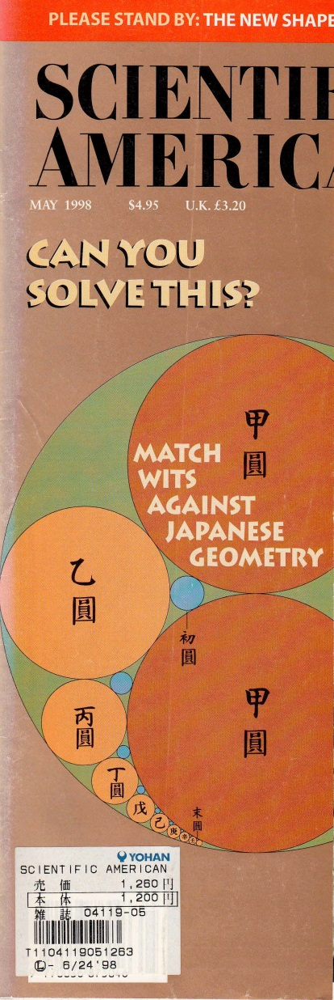 PLEASE STAND BY: THE NEW SHAPE
SCIENTIF
AMERICA
MAY 1998 $4.95 U.K. £3.20
CAN YOU
SOLVE THIS?
甲
圓
MATCH
WITS
AGAINST
JAPANESE
GEOMETRY
乙
圓
初
圓
甲
圓
丙
圓
丁
圓
戊
己
庚
辛
末
圓
YOHAN
SCIENTIFIC AMERICAN
売 価 1,260 円
本 体 1,200 円
雑 誌 04119-05
T1104119051263
Ⓛ- 6/24'98